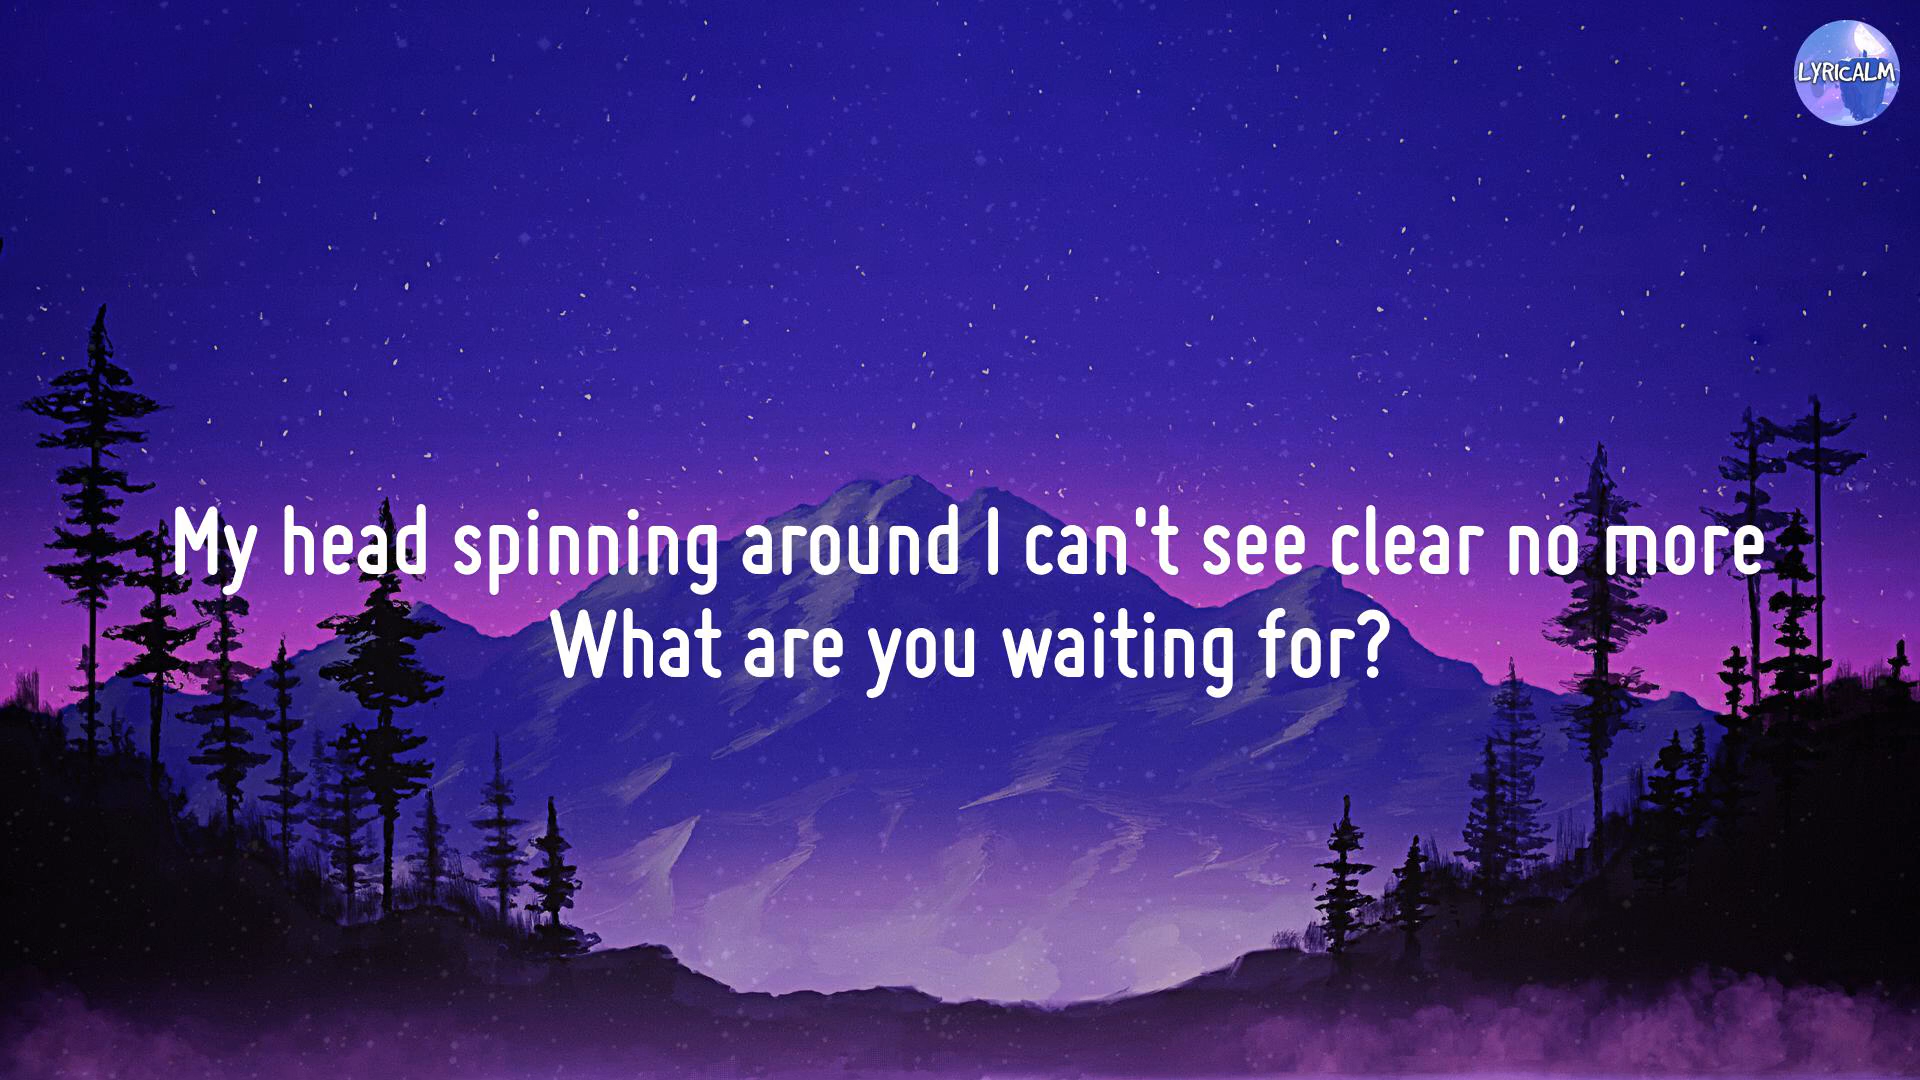 LYRICALM
My head spinning around I can't see clear no more
What are you waiting for?